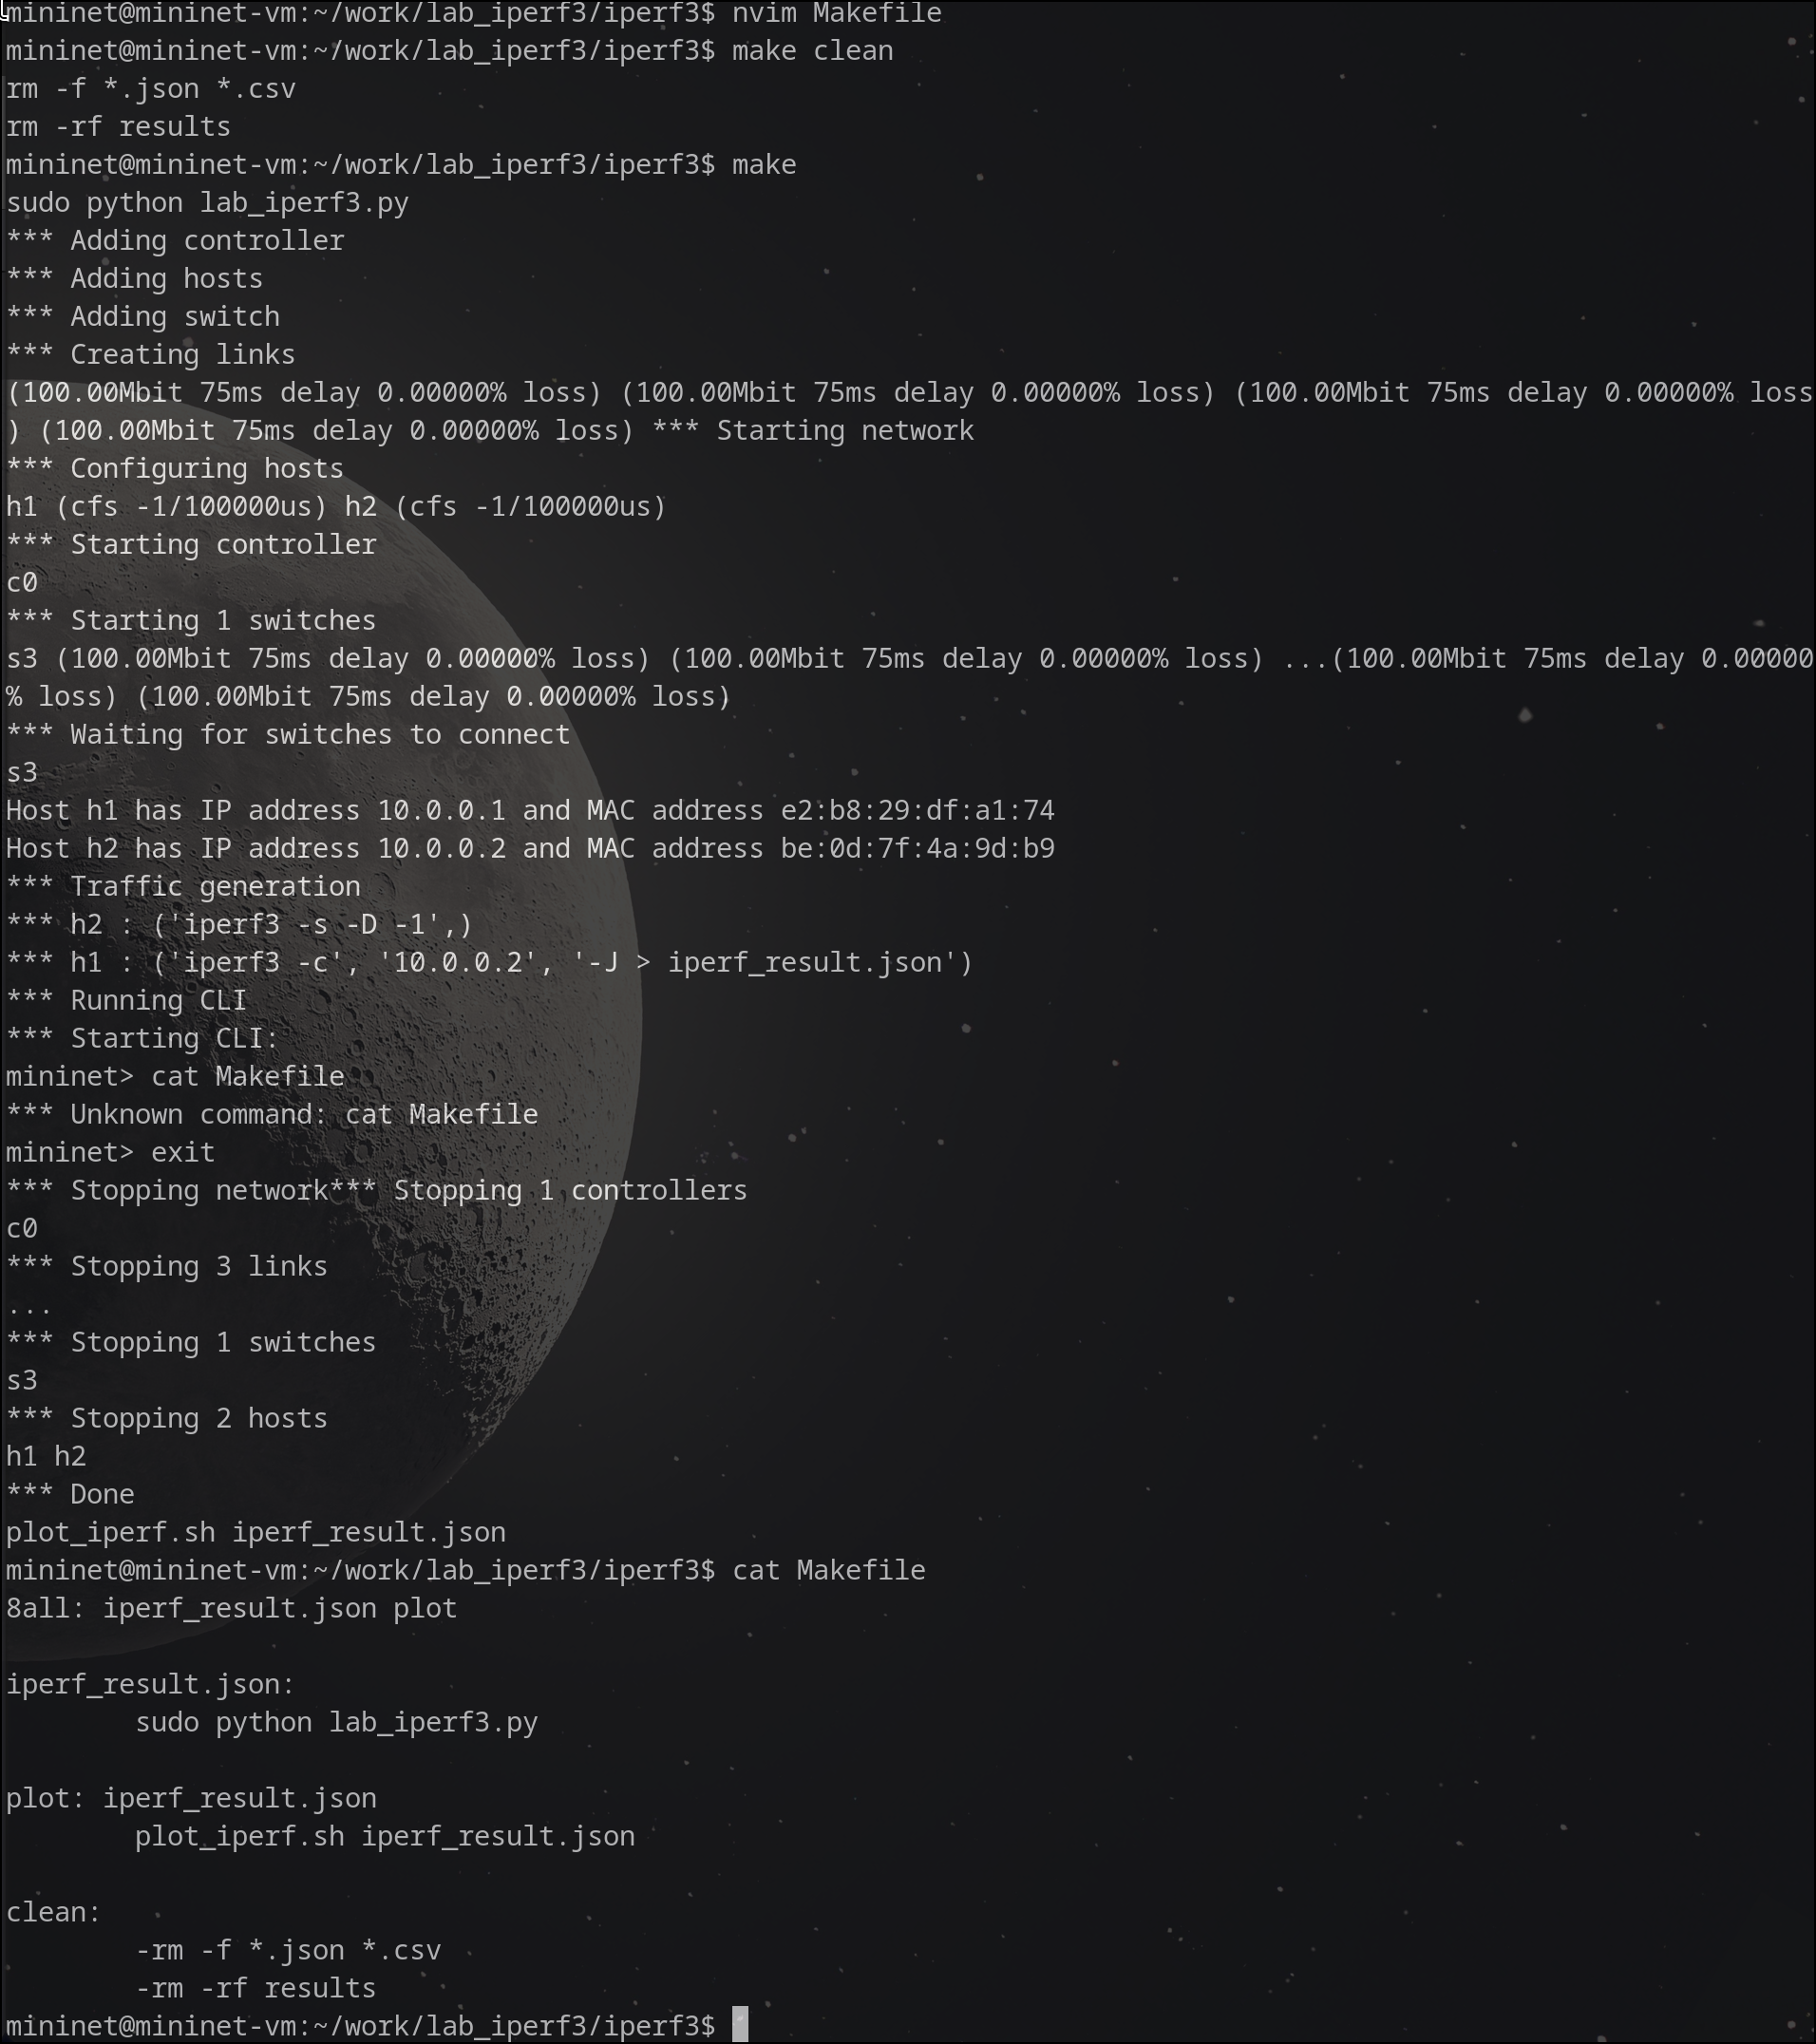 mininet@mininet-vm:~/work/lab_iperf3/iperf3$ nvim Makefile
mininet@mininet-vm:~/work/lab_iperf3/iperf3$ make clean
rm -f *.json *.csv
rm -rf results
mininet@mininet-vm:~/work/lab_iperf3/iperf3$ make
sudo python lab_iperf3.py
*** Adding controller
*** Adding hosts
*** Adding switch
*** Creating links
(100.00Mbit 75ms delay 0.00000% loss) (100.00Mbit 75ms delay 0.00000% loss) (100.00Mbit 75ms delay 0.00000% loss
) (100.00Mbit 75ms delay 0.00000% loss) *** Starting network
*** Configuring hosts
h1 (cfs -1/100000us) h2 (cfs -1/100000us)
*** Starting controller
c0
*** Starting 1 switches
s3 (100.00Mbit 75ms delay 0.00000% loss) (100.00Mbit 75ms delay 0.00000% loss) ...(100.00Mbit 75ms delay 0.00000
% loss) (100.00Mbit 75ms delay 0.00000% loss)
*** Waiting for switches to connect
s3
Host h1 has IP address 10.0.0.1 and MAC address e2:b8:29:df:a1:74
Host h2 has IP address 10.0.0.2 and MAC address be:0d:7f:4a:9d:b9
*** Traffic generation
*** h2 : ('iperf3 -s -D -1',)
*** h1 : ('iperf3 -c', '10.0.0.2', '-J > iperf_result.json')
*** Running CLI
*** Starting CLI:
mininet> cat Makefile
*** Unknown command: cat Makefile
mininet> exit
*** Stopping network*** Stopping 1 controllers
c0
*** Stopping 3 links
...
*** Stopping 1 switches
s3
*** Stopping 2 hosts
h1 h2
*** Done
plot_iperf.sh iperf_result.json
mininet@mininet-vm:~/work/lab_iperf3/iperf3$ cat Makefile
8all: iperf_result.json plot

iperf_result.json:
        sudo python lab_iperf3.py

plot: iperf_result.json
        plot_iperf.sh iperf_result.json

clean:
        -rm -f *.json *.csv
        -rm -rf results
mininet@mininet-vm:~/work/lab_iperf3/iperf3$